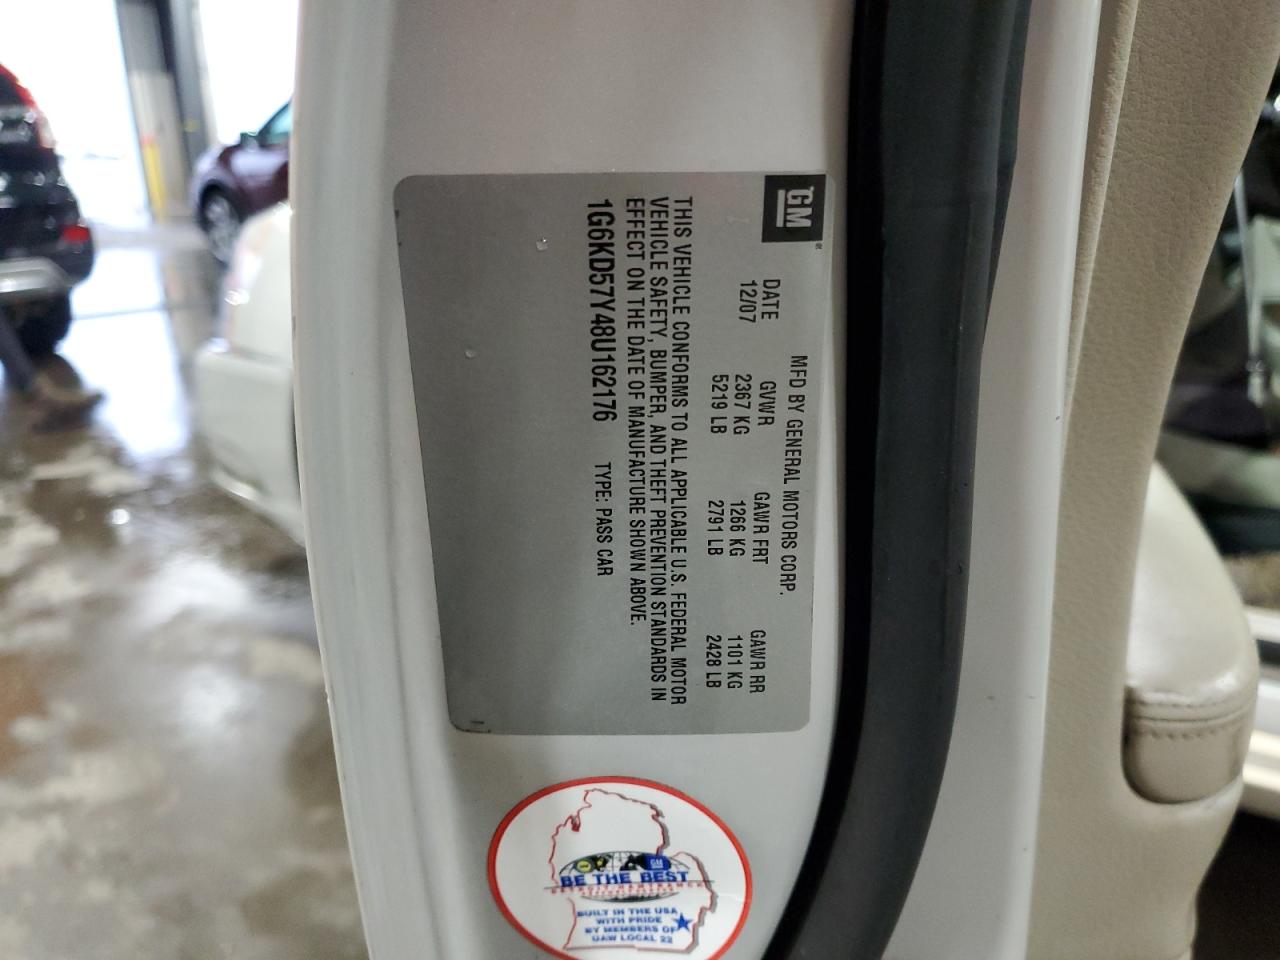 GM
MFD BY GENERAL MOTORS CORP.
DATE GVWR GAWR FRT GAWR RR
12/07 2367 KG 1266 KG 1101 KG
5219 LB 2791 LB 2428 LB
THIS VEHICLE CONFORMS TO ALL APPLICABLE U.S. FEDERAL MOTOR
VEHICLE SAFETY, BUMPER, AND THEFT PREVENTION STANDARDS IN
EFFECT ON THE DATE OF MANUFACTURE SHOWN ABOVE.
1G6KD57Y48U162176 TYPE: PASS CAR
GM
BE THE BEST
BUILT IN THE USA
WITH PRIDE
BY MEMBERS OF
UAW LOCAL 22